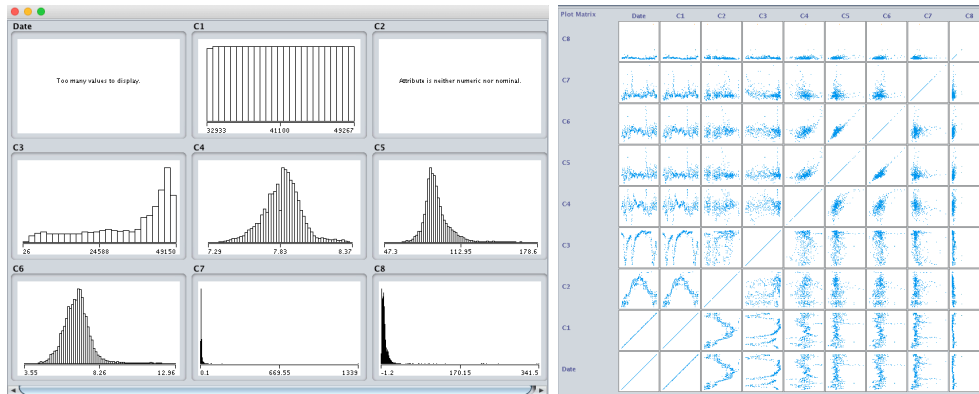 Date C1 C2
Too many values to display.
32933 41100 49267
Attribute is neither numeric nor nominal.
C3 C4 C5
26 24588 49150
7.29 7.83 8.37
47.3 112.95 178.6
C6 C7 C8
3.55 8.26 12.96
0.1 669.55 1339
-1.2 170.15 341.5
Plot Matrix Date C1 C2 C3 C4 C5 C6 C7 C8
C8
C7
C6
C5
C4
C3
C2
C1
Date